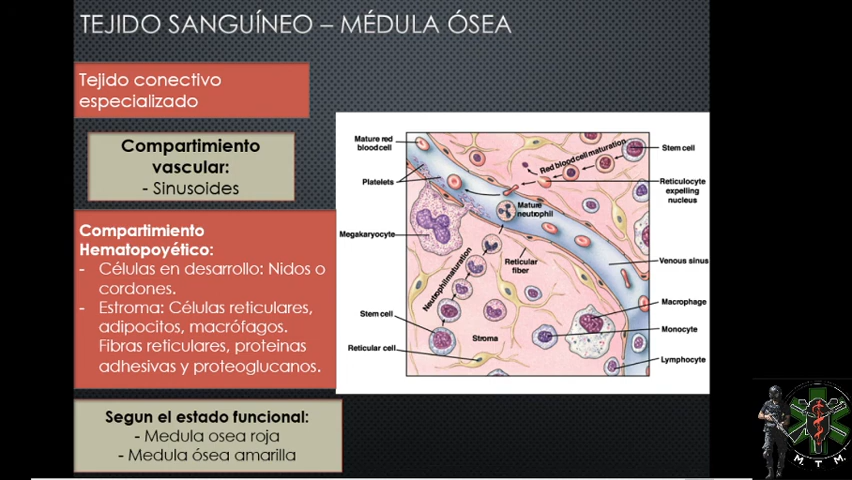 TEJIDO SANGUÍNEO – MÉDULA ÓSEA
Tejido conectivo
especializado
Compartimiento
vascular:
- Sinusoides
Compartimiento
Hematopoyético:
- Células en desarrollo: Nidos o
cordones.
- Estroma: Células reticulares,
adipocitos, macrófagos.
Fibras reticulares, proteinas
adhesivas y proteoglucanos.
Segun el estado funcional:
- Medula osea roja
- Medula ósea amarilla
Mature red
blood cell
Platelets
Megakaryocyte
Stem cell
Reticular cell
Red blood cell maturation
Mature
neutrophil
Reticular
fiber
Neutrophil maturation
Stroma
Stem cell
Reticulocyte
expelling
nucleus
Venous sinus
Macrophage
Monocyte
Lymphocyte
M. T. M.